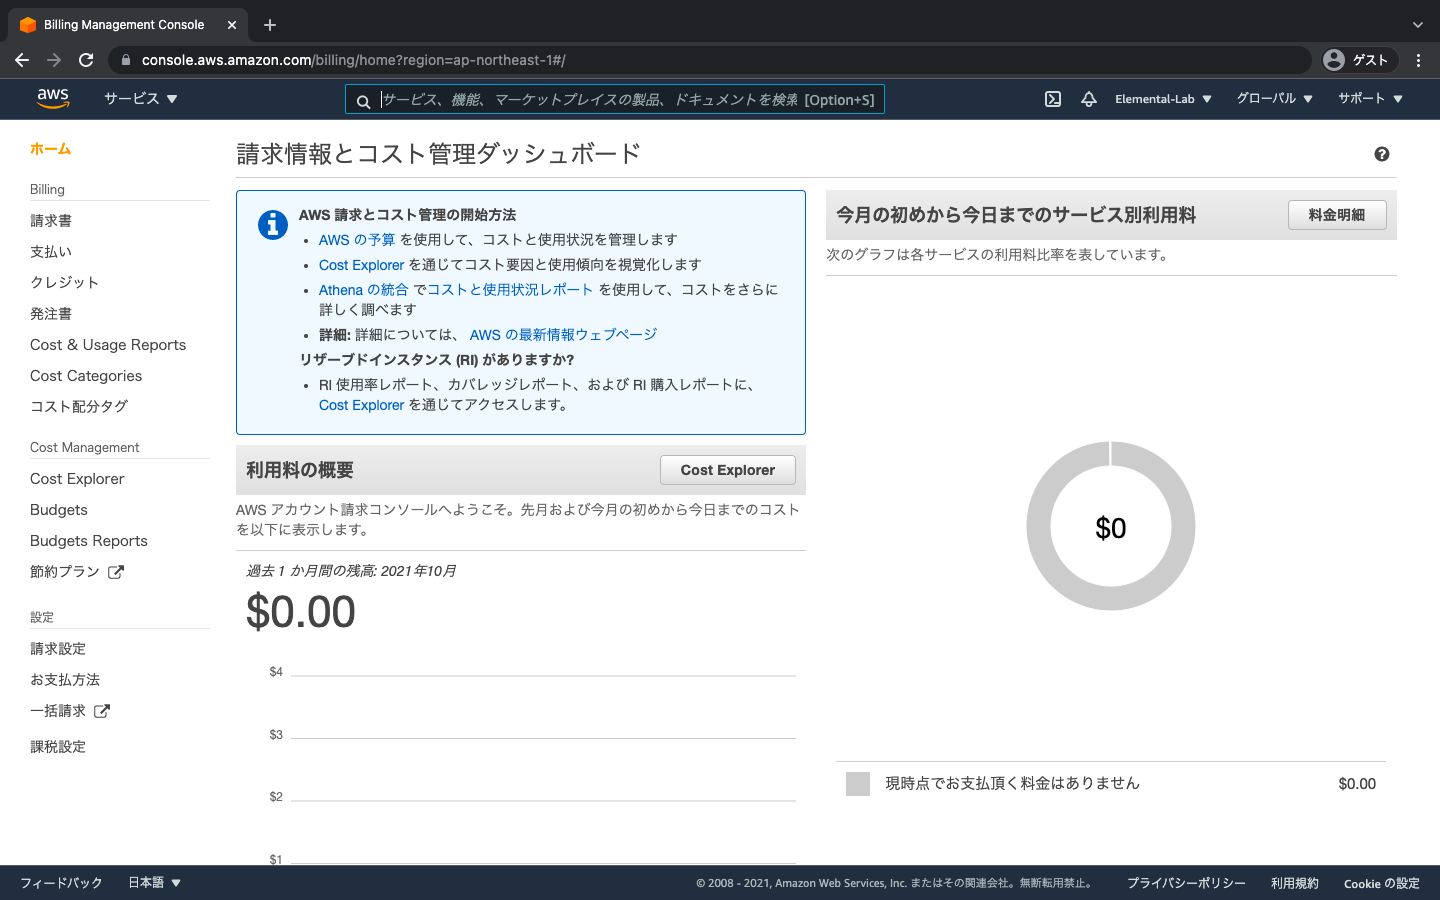 Billing Management Console
console.aws.amazon.com/billing/home?region=ap-northeast-1#/
ゲスト
aws
サービス
サービス、機能、マーケットプレイスの製品、ドキュメントを検索 [Option+S]
Elemental-Lab
グローバル
サポート
ホーム
Billing
請求書
支払い
クレジット
発注書
Cost & Usage Reports
Cost Categories
コスト配分タグ
Cost Management
Cost Explorer
Budgets
Budgets Reports
節約プラン
設定
請求設定
お支払方法
一括請求
課税設定
請求情報とコスト管理ダッシュボード
AWS 請求とコスト管理の開始方法
AWS の予算 を使用して、コストと使用状況を管理します
Cost Explorer を通じてコスト要因と使用傾向を視覚化します
Athena の統合 でコストと使用状況レポート を使用して、コストをさらに
詳しく調べます
詳細: 詳細については、 AWS の最新情報ウェブページ
リザーブドインスタンス (RI) がありますか?
RI 使用率レポート、カバレッジレポート、および RI 購入レポートに、
Cost Explorer を通じてアクセスします。
利用料の概要
Cost Explorer
AWS アカウント請求コンソールへようこそ。先月および今月の初めから今日までのコスト
を以下に表示します。
過去 1 か月間の残高: 2021年10月
$0.00
$4
$3
$2
$1
今月の初めから今日までのサービス別利用料
料金明細
次のグラフは各サービスの利用料比率を表しています。
$0
現時点でお支払頂く料金はありません
$0.00
フィードバック
日本語
© 2008 - 2021, Amazon Web Services, Inc. またはその関連会社。無断転用禁止。
プライバシーポリシー
利用規約
Cookie の設定